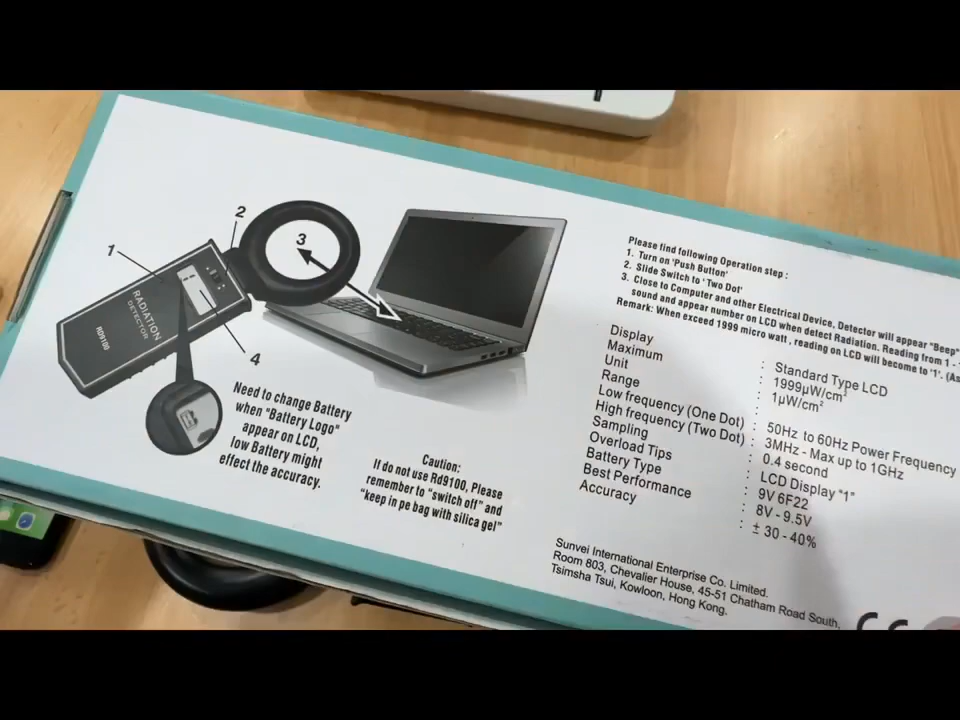 1
2
3
4
RADIATION
DETECTOR
RD9100
Need to change Battery
when "Battery Logo"
appear on LCD,
low Battery might
effect the accuracy.
Caution:
If do not use Rd9100, Please
remember to "switch off" and
"keep in pe bag with silica gel"
Please find following Operation step :
1. Turn on 'Push Button'
2. Slide Switch to ' Two Dot'
3. Close to Computer and other Electrical Device, Detector will appear "Beep"
sound and appear number on LCD when detect Radiation. Reading from 1 -
Remark: When exceed 1999 micro watt , reading on LCD will become to '1'. (As
Display : Standard Type LCD
Maximum : 1999μW/cm²
Unit : 1μW/cm²
Range :
Low frequency (One Dot) : 50Hz to 60Hz Power Frequency
High frequency (Two Dot) : 3MHz - Max up to 1GHz
Sampling : 0.4 second
Overload Tips : LCD Display "1"
Battery Type : 9V 6F22
Best Performance : 8V - 9.5V
Accuracy : ± 30 - 40%
Sunvei International Enterprise Co. Limited.
Room 803, Chevalier House, 45-51 Chatham Road South,
Tsimsha Tsui, Kowloon, Hong Kong.
CE